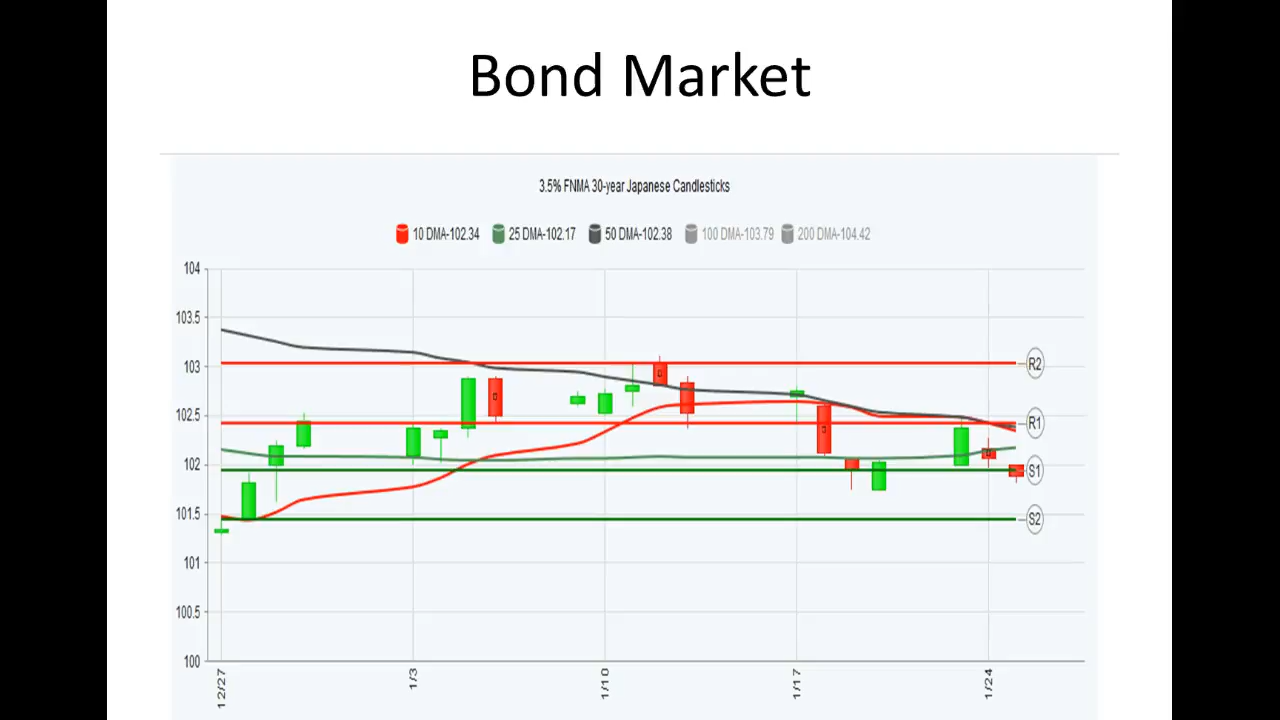 Bond Market
3.5% FNMA 30-year Japanese Candlesticks
10 DMA-102.34 25 DMA-102.17 50 DMA-102.38 100 DMA-103.79 200 DMA-104.42
104
103.5
103 R2
102.5
R1
102 S1
101.5 S2
101
100.5
100
12/27 1/3 1/10 1/17 1/24